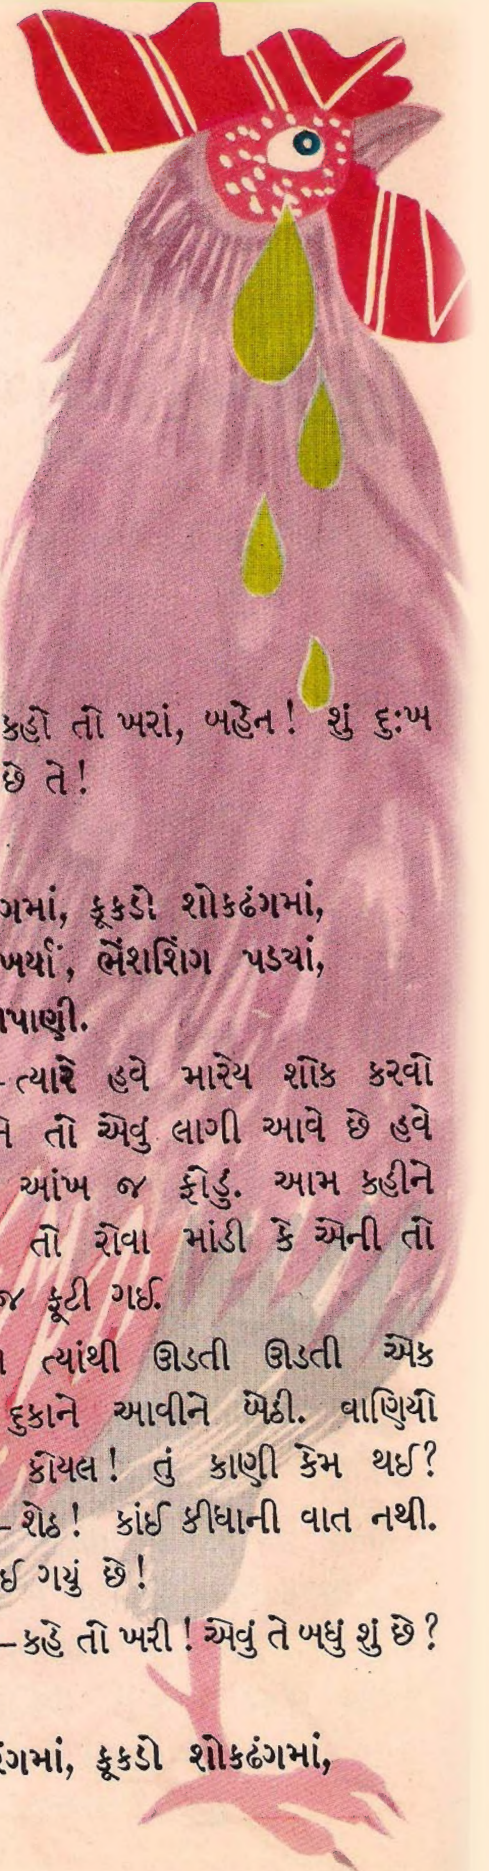 કહો તો ખરાં, બહેન! શું દુ:ખ
છે તે!
ગમાં, કૂકડો શોકઢંગમાં,
ખર્યાં, ભેંશશિંગ પડયાં,
પાણી.
–ત્યારે હવે મારેય શોક કરવો
તો એવું લાગી આવે છે હવે
આંખ જ ફોડું. આમ કહીને
તો રોવા માંડી કે એની તો
જ ફૂટી ગઈ.
ત્યાંથી ઊડતી ઊડતી એક
દુકાને આવીને બેઠી. વાણિયો
કોયલ! તું કાણી કેમ થઈ?
–શેઠ! કાંઈ કીધાની વાત નથી.
ઈ ગયું છે!
–કહે તો ખરી! એવું તે બધું શું છે?
ગમાં, કૂકડો શોકઢંગમાં,